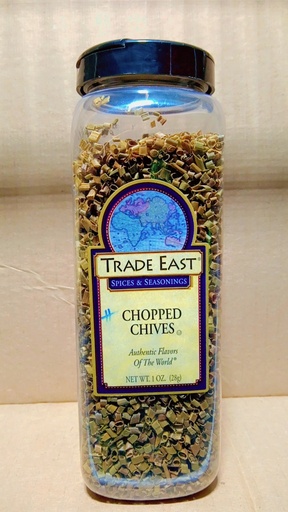 TRADE EAST
SPICES & SEASONINGS
CHOPPED
CHIVES
Authentic Flavors
Of The World®
NET WT. 1 OZ. (28g)